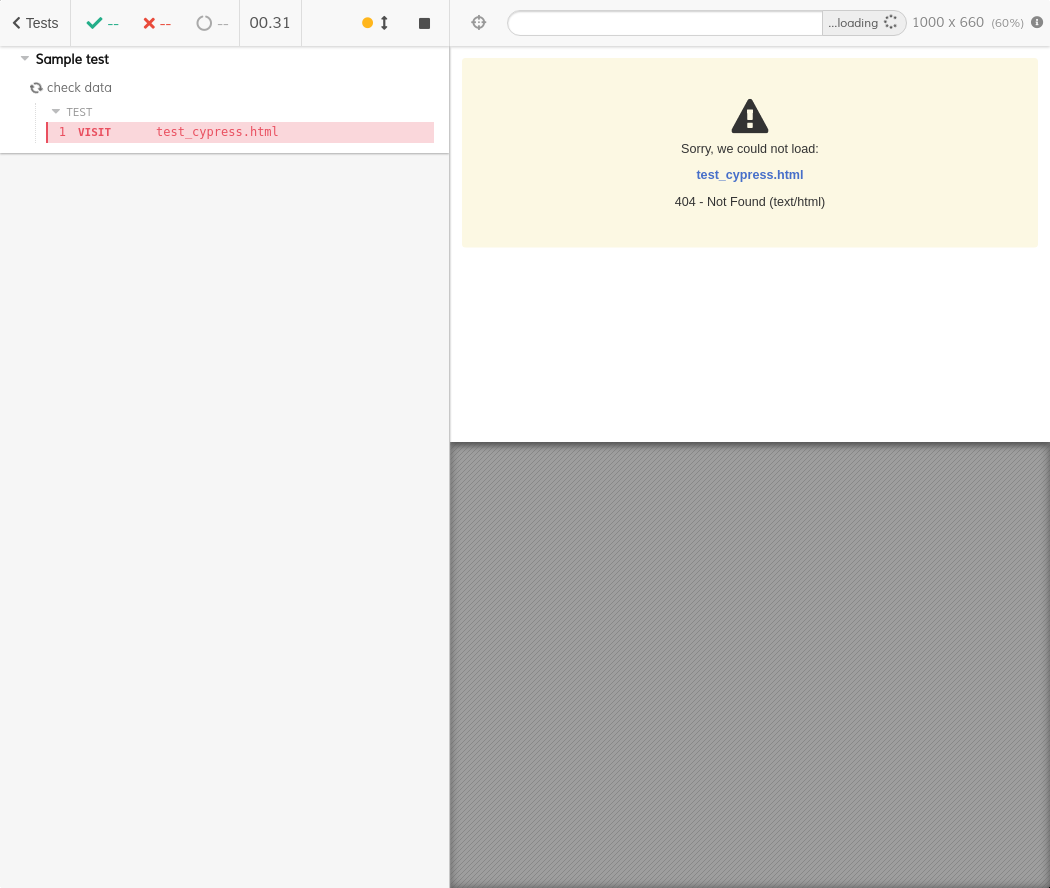 Tests -- -- -- 00.31
...loading 1000 x 660 (60%)
Sample test
check data
TEST
1 VISIT test_cypress.html
Sorry, we could not load:
test_cypress.html
404 - Not Found (text/html)